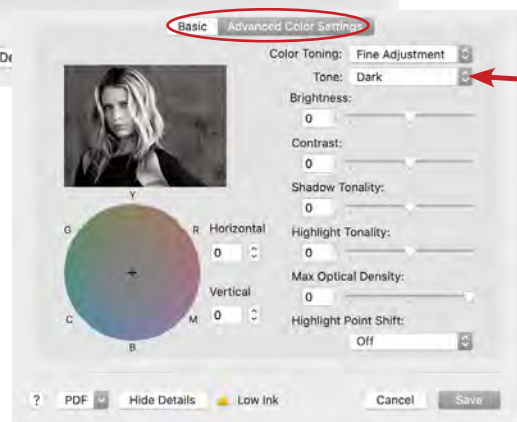 Basic Advanced Color Settings
De
Color Toning: Fine Adjustment
Tone: Dark
Brightness:
0
Contrast:
0
Shadow Tonality:
0
Y
G R Horizontal Highlight Tonality:
0 0
Max Optical Density:
Vertical 0
C M 0 Highlight Point Shift:
B Off
? PDF Hide Details Low Ink Cancel Save